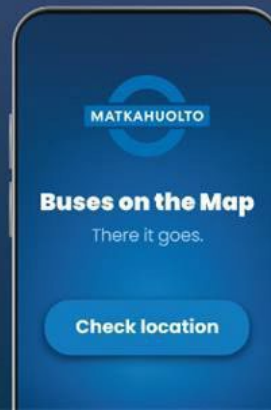 MATKAHUOLTO
Buses on the Map
There it goes.
Check location